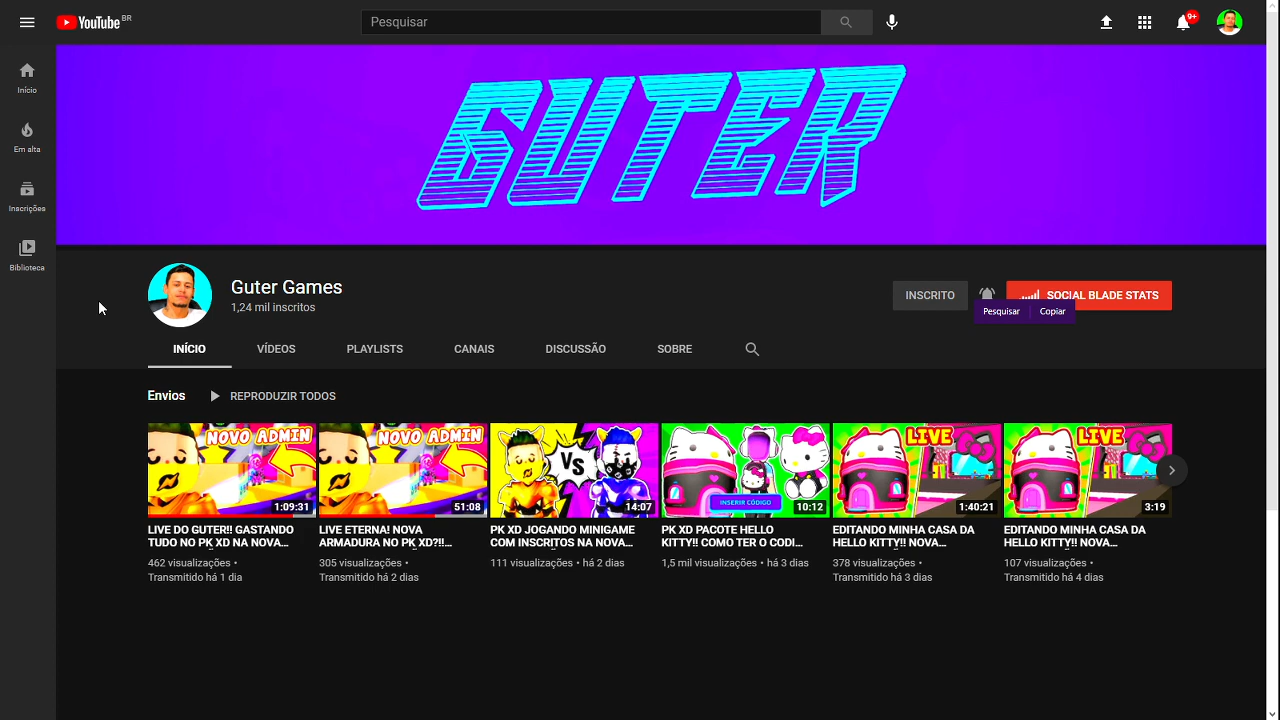 YouTube BR
Pesquisar
9+
Início
Em alta
Inscrições
Biblioteca
GUTER
Guter Games
1,24 mil inscritos
INSCRITO
SOCIAL BLADE STATS
Pesquisar
Copiar
INÍCIO
VÍDEOS
PLAYLISTS
CANAIS
DISCUSSÃO
SOBRE
Envios
REPRODUZIR TODOS
NOVO ADMIN
1:09:31
NOVO ADMIN
51:08
VS
14:07
INSERIR CÓDIGO
10:12
LIVE
1:40:21
LIVE
3:19
LIVE DO GUTER!! GASTANDO
TUDO NO PK XD NA NOVA...
462 visualizações •
Transmitido há 1 dia
LIVE ETERNA! NOVA
ARMADURA NO PK XD?!!...
305 visualizações •
Transmitido há 2 dias
PK XD JOGANDO MINIGAME
COM INSCRITOS NA NOVA...
111 visualizações • há 2 dias
PK XD PACOTE HELLO
KITTY!! COMO TER O CODI...
1,5 mil visualizações • há 3 dias
EDITANDO MINHA CASA DA
HELLO KITTY!! NOVA...
378 visualizações •
Transmitido há 3 dias
EDITANDO MINHA CASA DA
HELLO KITTY!! NOVA...
107 visualizações •
Transmitido há 4 dias